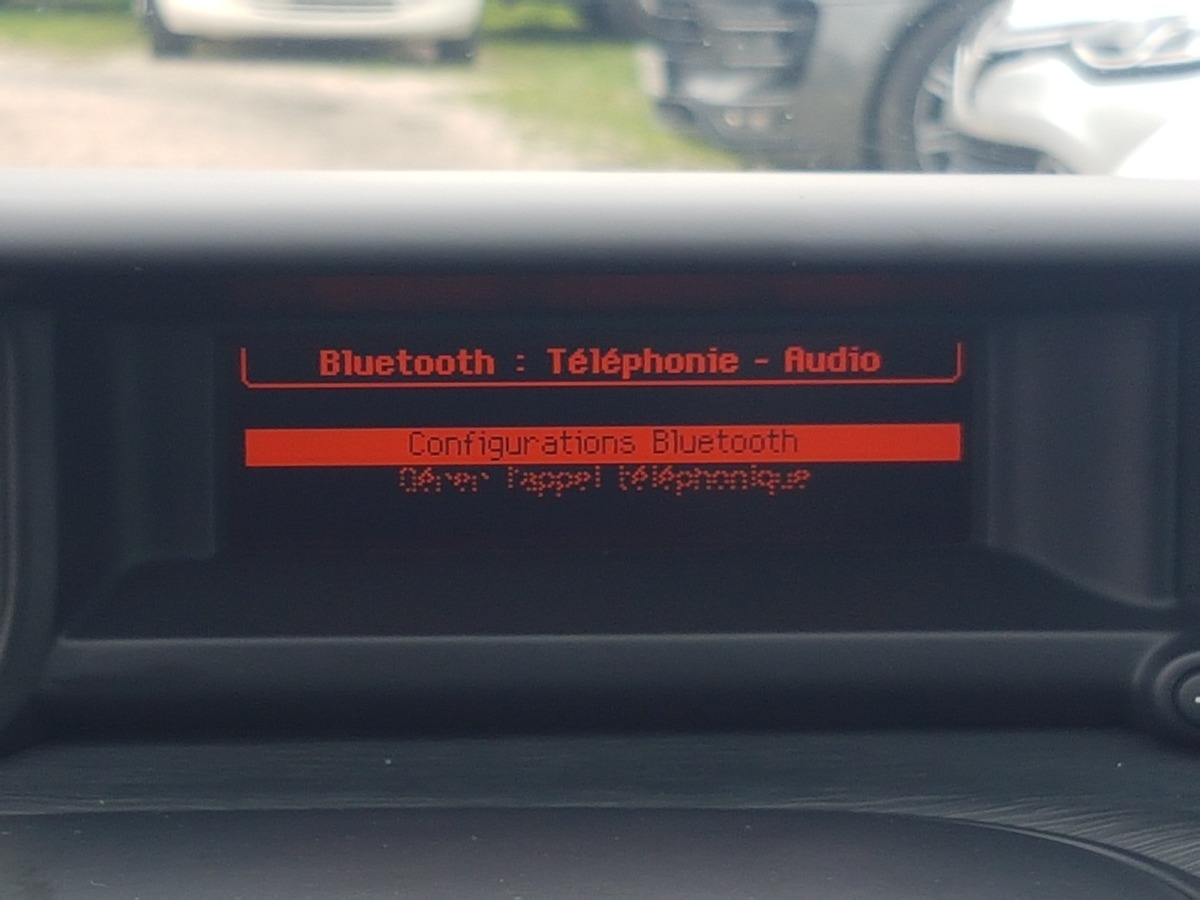 Bluetooth : Téléphonie - Audio
Configurations Bluetooth
Gérer l'appel téléphonique